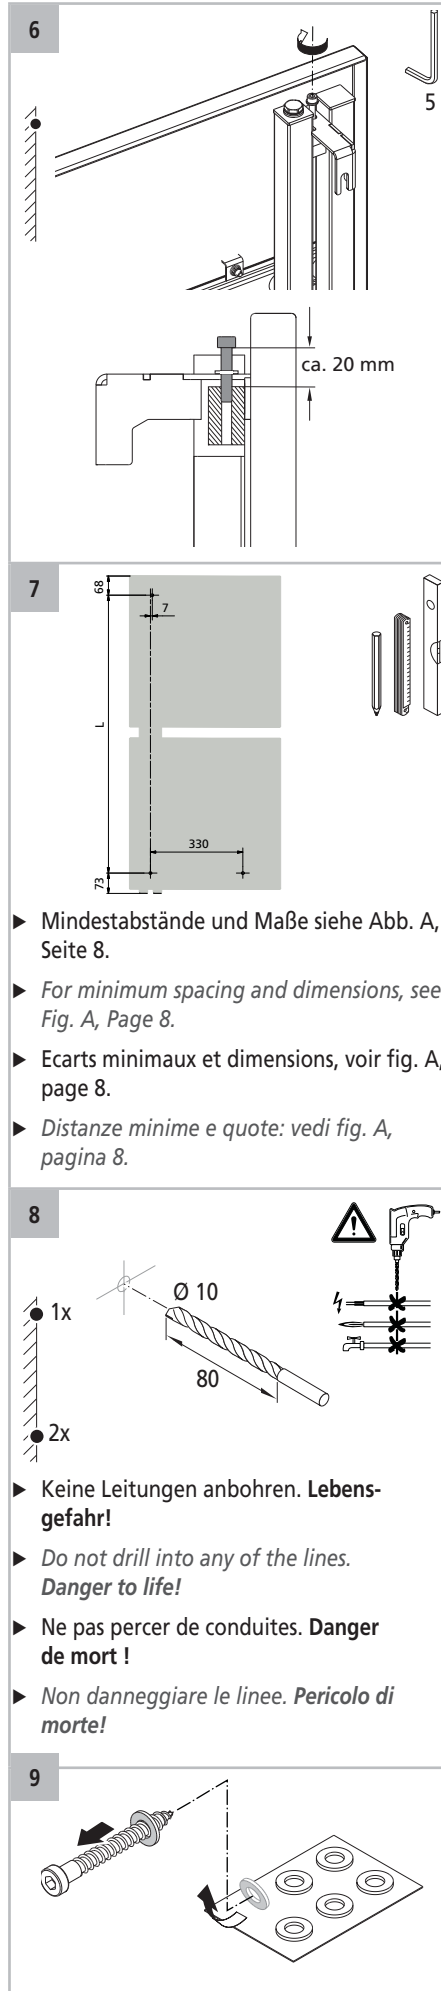 6
5
ca. 20 mm
7
68
7
L
330
73
▶ Mindestabstände und Maße siehe Abb. A,
Seite 8.
▶ For minimum spacing and dimensions, see
Fig. A, Page 8.
▶ Ecarts minimaux et dimensions, voir fig. A,
page 8.
▶ Distanze minime e quote: vedi fig. A,
pagina 8.
8
1x
Ø 10
80
2x
▶ Keine Leitungen anbohren. Lebens-
gefahr!
▶ Do not drill into any of the lines.
Danger to life!
▶ Ne pas percer de conduites. Danger
de mort !
▶ Non danneggiare le linee. Pericolo di
morte!
9